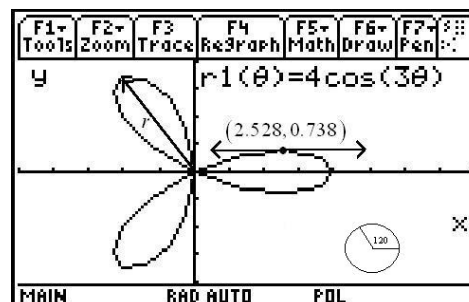 F1▾ F2▾ F3 F4 F5▾ F6▾ F7▾
Tools Zoom Trace ReGraph Math Draw Pen
y r1(θ)=4cos(3θ)
r
(2.528, 0.738)
x
120
MAIN RAD AUTO POL